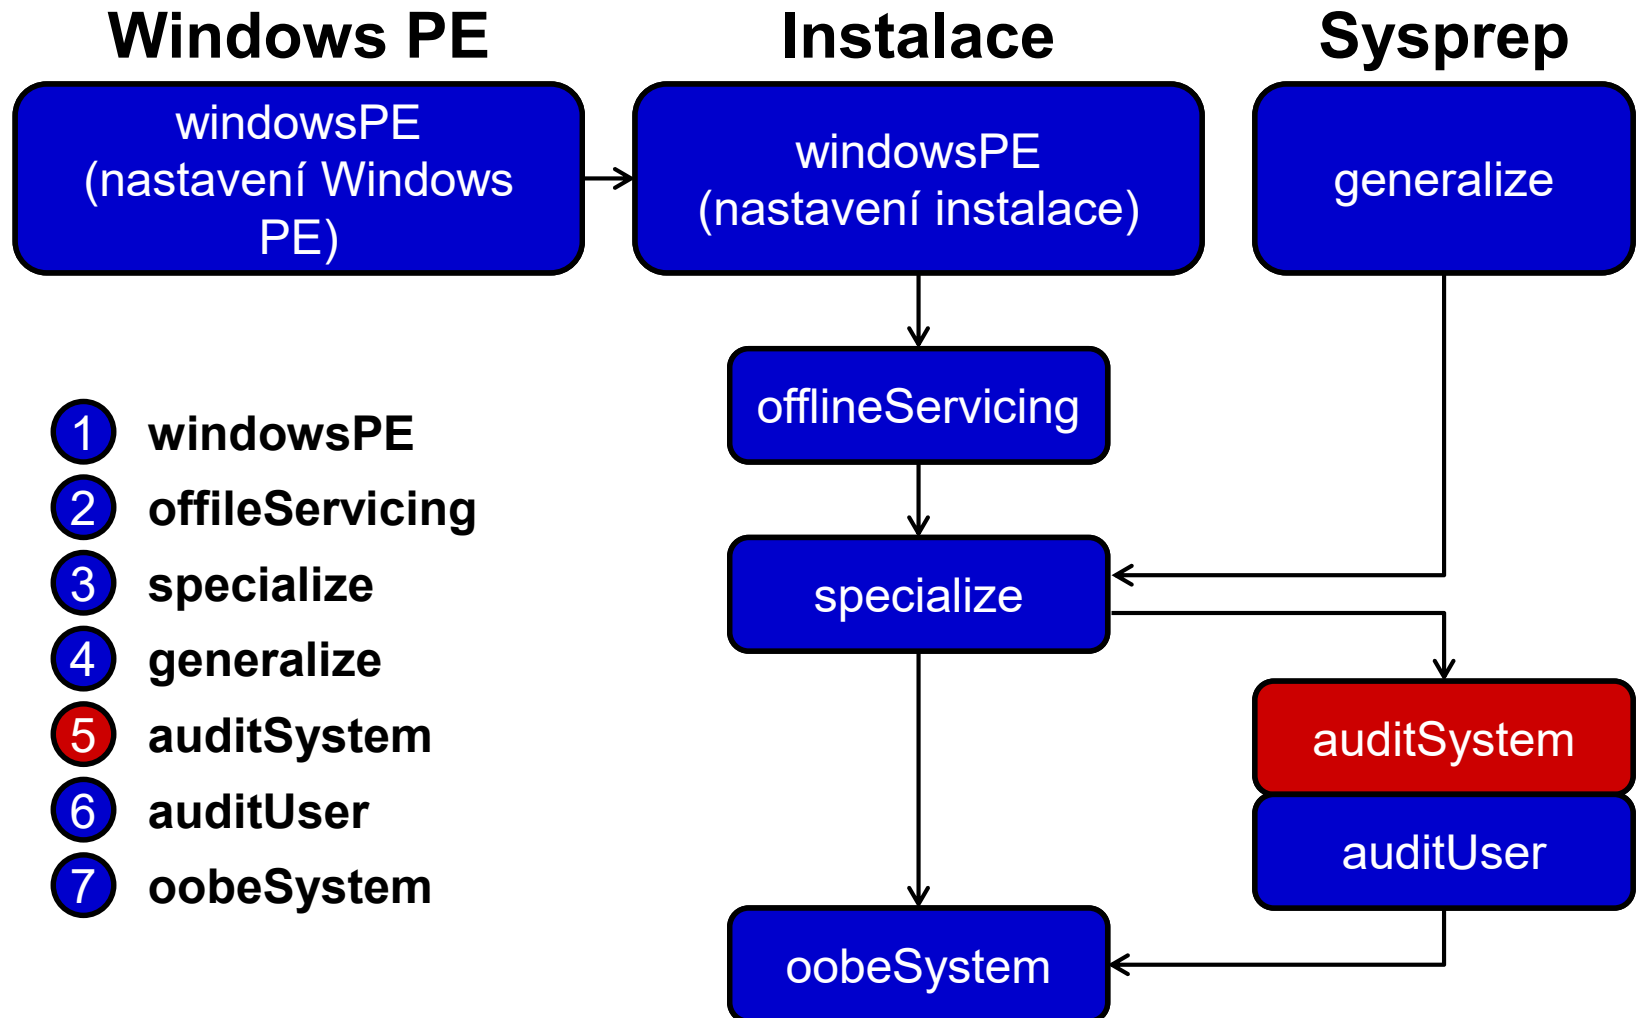 Windows PE
Instalace
Sysprep
windowsPE
(nastavení Windows
PE)
windowsPE
(nastavení instalace)
generalize
offlineServicing
1 windowsPE
2 offileServicing
3 specialize
4 generalize
5 auditSystem
6 auditUser
7 oobeSystem
specialize
auditSystem
auditUser
oobeSystem